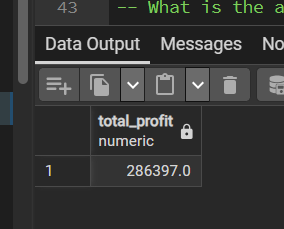 43 -- What is the a
Data Output Messages No
total_profit
numeric
1 286397.0